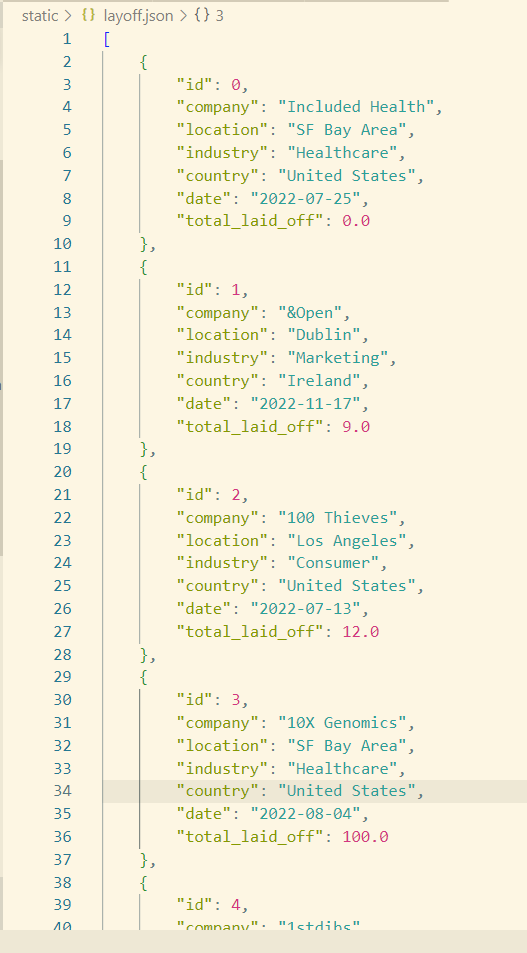 static > {} layoff.json > {} 3
1 [
2 {
3 "id": 0,
4 "company": "Included Health",
5 "location": "SF Bay Area",
6 "industry": "Healthcare",
7 "country": "United States",
8 "date": "2022-07-25",
9 "total_laid_off": 0.0
10 },
11 {
12 "id": 1,
13 "company": "&Open",
14 "location": "Dublin",
15 "industry": "Marketing",
16 "country": "Ireland",
17 "date": "2022-11-17",
18 "total_laid_off": 9.0
19 },
20 {
21 "id": 2,
22 "company": "100 Thieves",
23 "location": "Los Angeles",
24 "industry": "Consumer",
25 "country": "United States",
26 "date": "2022-07-13",
27 "total_laid_off": 12.0
28 },
29 {
30 "id": 3,
31 "company": "10X Genomics",
32 "location": "SF Bay Area",
33 "industry": "Healthcare",
34 "country": "United States",
35 "date": "2022-08-04",
36 "total_laid_off": 100.0
37 },
38 {
39 "id": 4,
40 "company": "1stdibs"